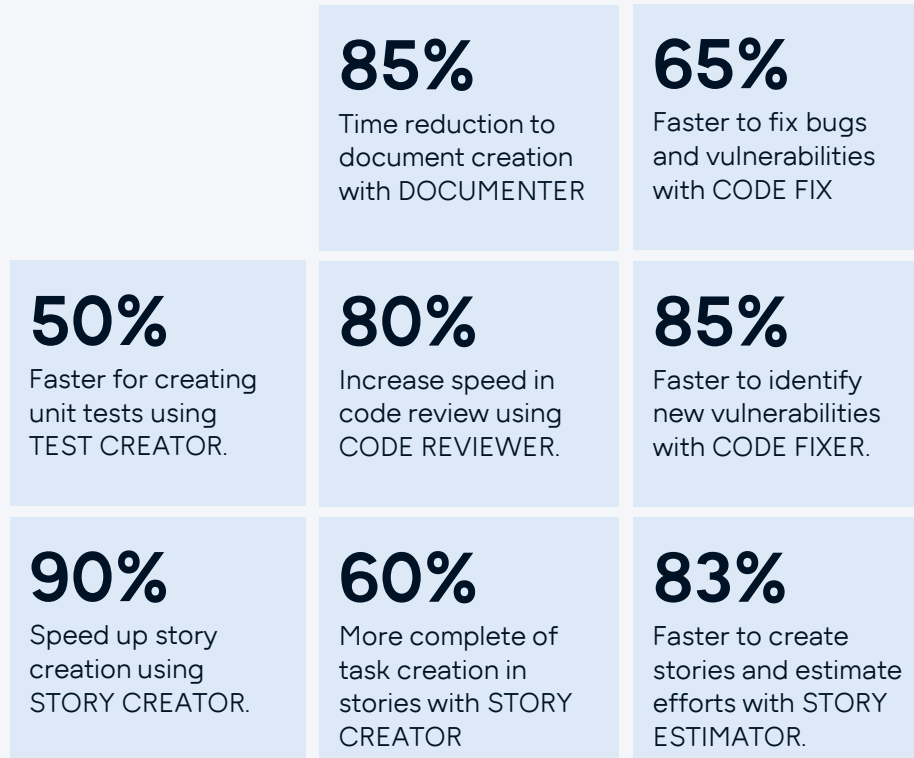 85%
Time reduction to
document creation
with DOCUMENTER
65%
Faster to fix bugs
and vulnerabilities
with CODE FIX
50%
Faster for creating
unit tests using
TEST CREATOR.
80%
Increase speed in
code review using
CODE REVIEWER.
85%
Faster to identify
new vulnerabilities
with CODE FIXER.
90%
Speed up story
creation using
STORY CREATOR.
60%
More complete of
task creation in
stories with STORY
CREATOR
83%
Faster to create
stories and estimate
efforts with STORY
ESTIMATOR.